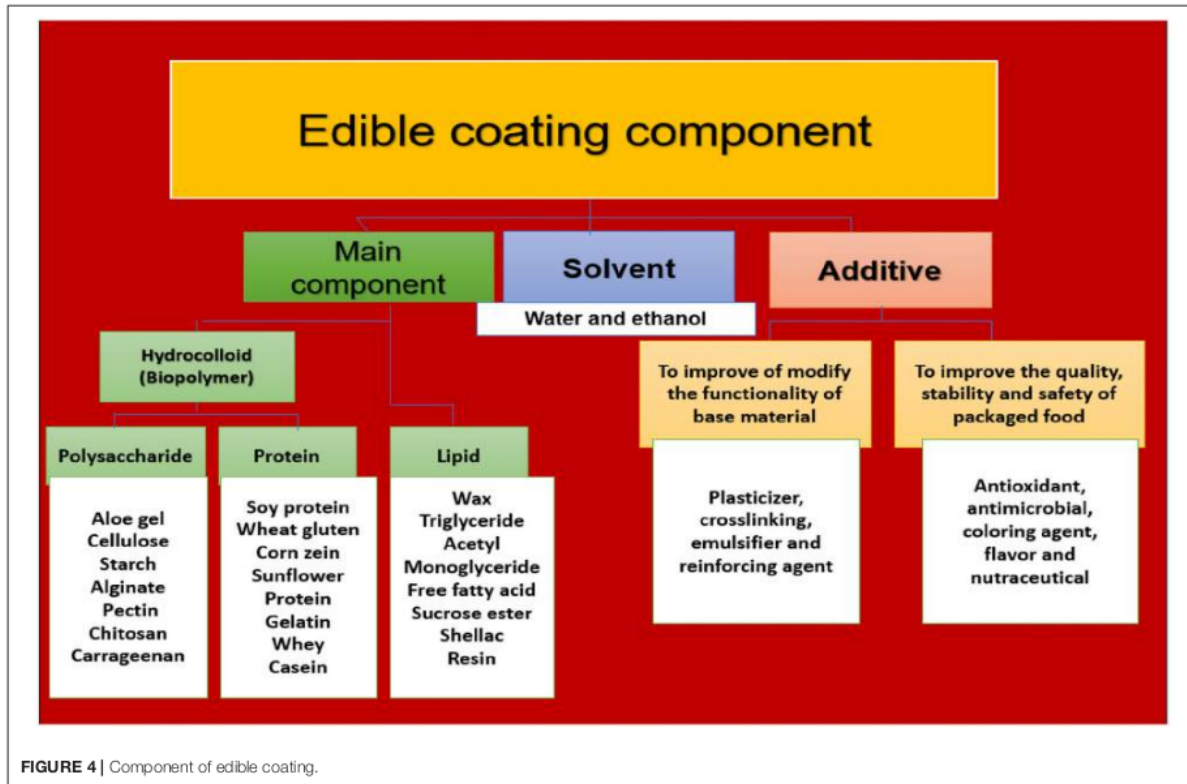 Edible coating component
Main
component
Solvent
Additive
Water and ethanol
Hydrocolloid
(Biopolymer)
To improve of modify
the functionality of
base material
To improve the quality,
stability and safety of
packaged food
Polysaccharide
Protein
Lipid
Aloe gel
Cellulose
Starch
Alginate
Pectin
Chitosan
Carrageenan
Soy protein
Wheat gluten
Corn zein
Sunflower
Protein
Gelatin
Whey
Casein
Wax
Triglyceride
Acetyl
Monoglyceride
Free fatty acid
Sucrose ester
Shellac
Resin
Plasticizer,
crosslinking,
emulsifier and
reinforcing agent
Antioxidant,
antimicrobial,
coloring agent,
flavor and
nutraceutical
FIGURE 4 | Component of edible coating.